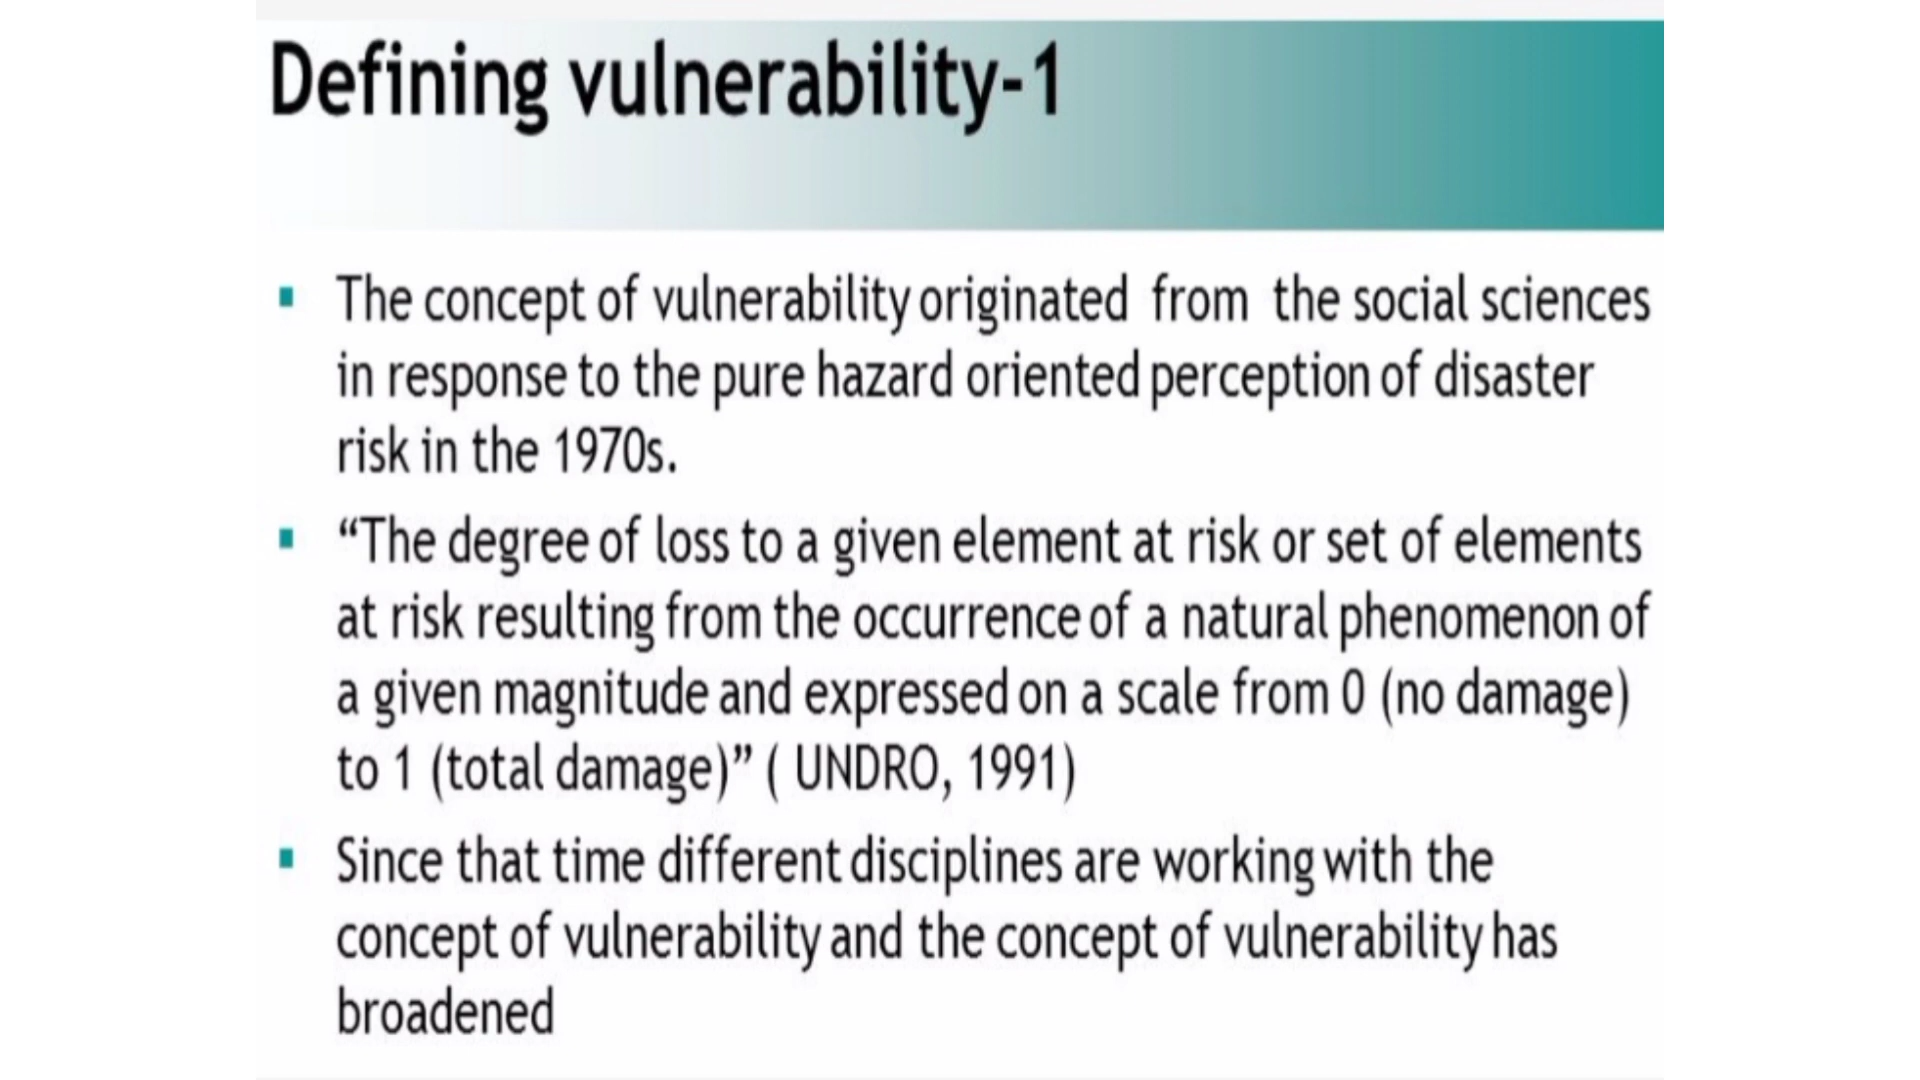 Defining vulnerability-1
▪ The concept of vulnerability originated from the social sciences
in response to the pure hazard oriented perception of disaster
risk in the 1970s.
▪ “The degree of loss to a given element at risk or set of elements
at risk resulting from the occurrence of a natural phenomenon of
a given magnitude and expressed on a scale from 0 (no damage)
to 1 (total damage)” ( UNDRO, 1991)
▪ Since that time different disciplines are working with the
concept of vulnerability and the concept of vulnerability has
broadened